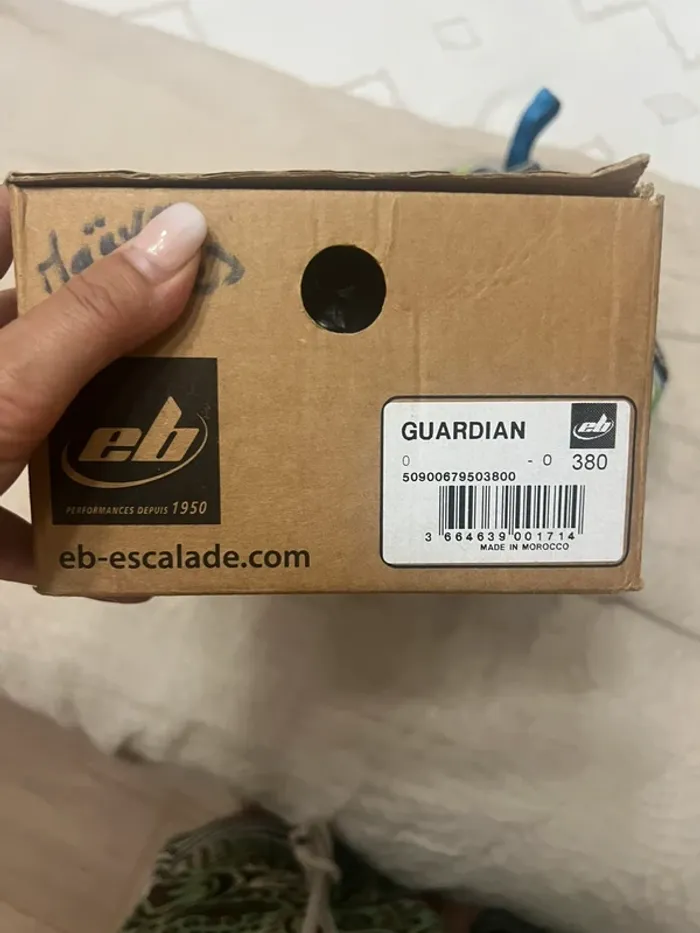 eb
PERFORMANCES DEPUIS 1950
eb-escalade.com
GUARDIAN
eb
0 - 0 380
50900679503800
3 664639 001714
MADE IN MOROCCO